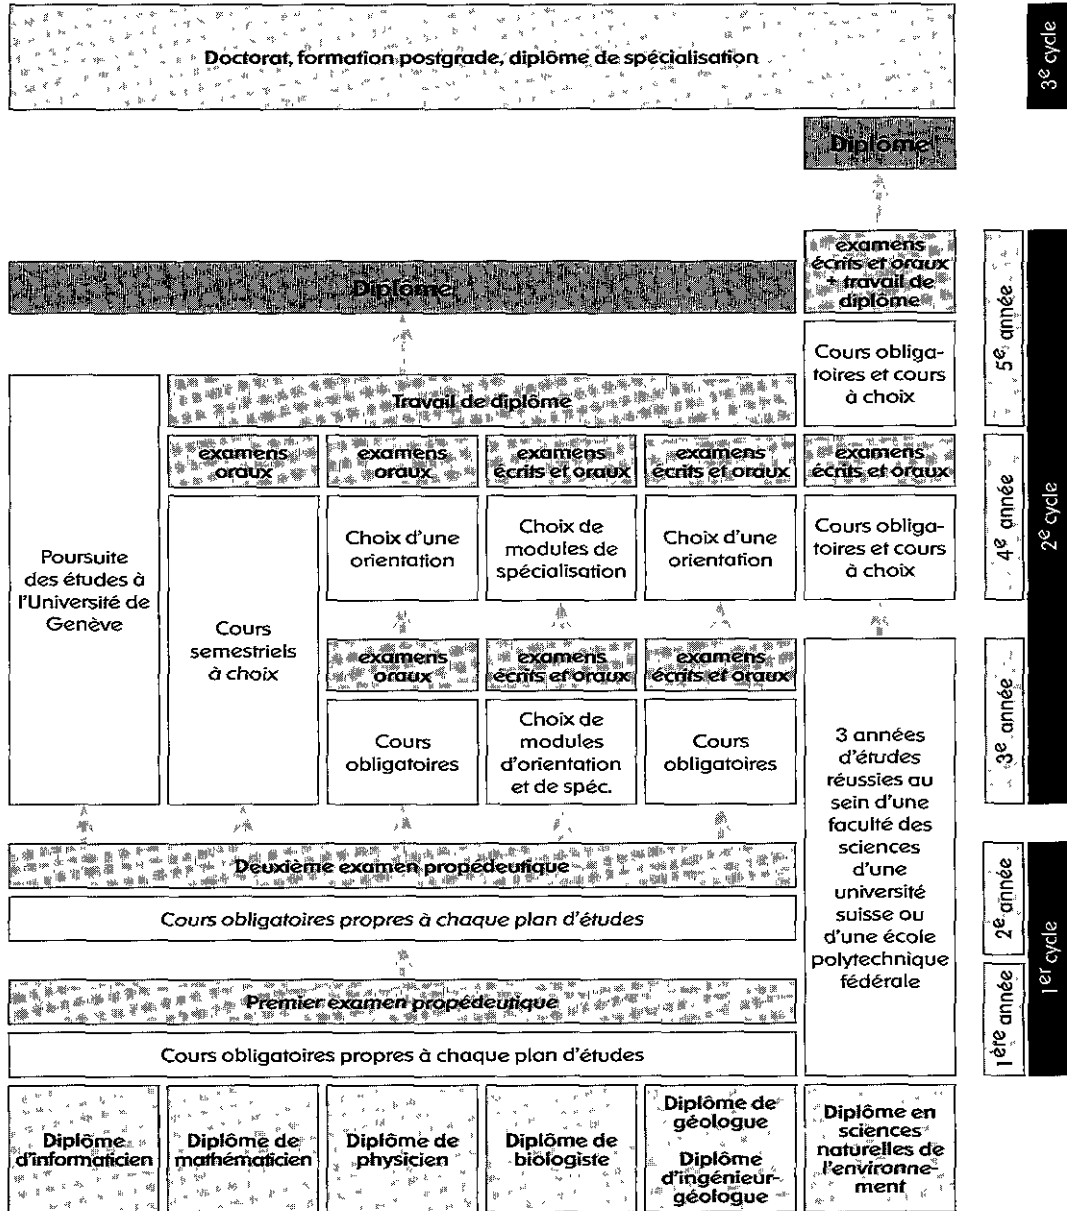 Doctorat, formation postgrade, diplôme de spécialisation
3e cycle
Diplôme
examens
écrits et oraux
+ travail de
diplôme
Diplôme
Cours obliga-
toires et cours
à choix
5e année
Travail de diplôme
examens
oraux
examens
oraux
examens
écrits et oraux
examens
écrits et oraux
examens
écrits et oraux
Poursuite
des études à
l'Université de
Genève
Cours
semestriels
à choix
Choix d'une
orientation
Choix de
modules de
spécialisation
Choix d'une
orientation
Cours obliga-
toires et cours
à choix
4e année
2e cycle
examens
oraux
examens
écrits et oraux
examens
écrits et oraux
Cours
obligatoires
Choix de
modules
d'orientation
et de spéc.
Cours
obligatoires
3 années
d'études
réussies au
sein d'une
faculté des
sciences
d'une
université
suisse ou
d'une école
polytechnique
fédérale
3e année
Deuxième examen propédeutique
Cours obligatoires propres à chaque plan d'études
2e année
1er cycle
Premier examen propédeutique
Cours obligatoires propres à chaque plan d'études
1ère année
Diplôme
d'informaticien
Diplôme de
mathématicien
Diplôme de
physicien
Diplôme de
biologiste
Diplôme de
géologue
Diplôme
d'ingénieur-
géologue
Diplôme en
sciences
naturelles de
l'environne-
ment